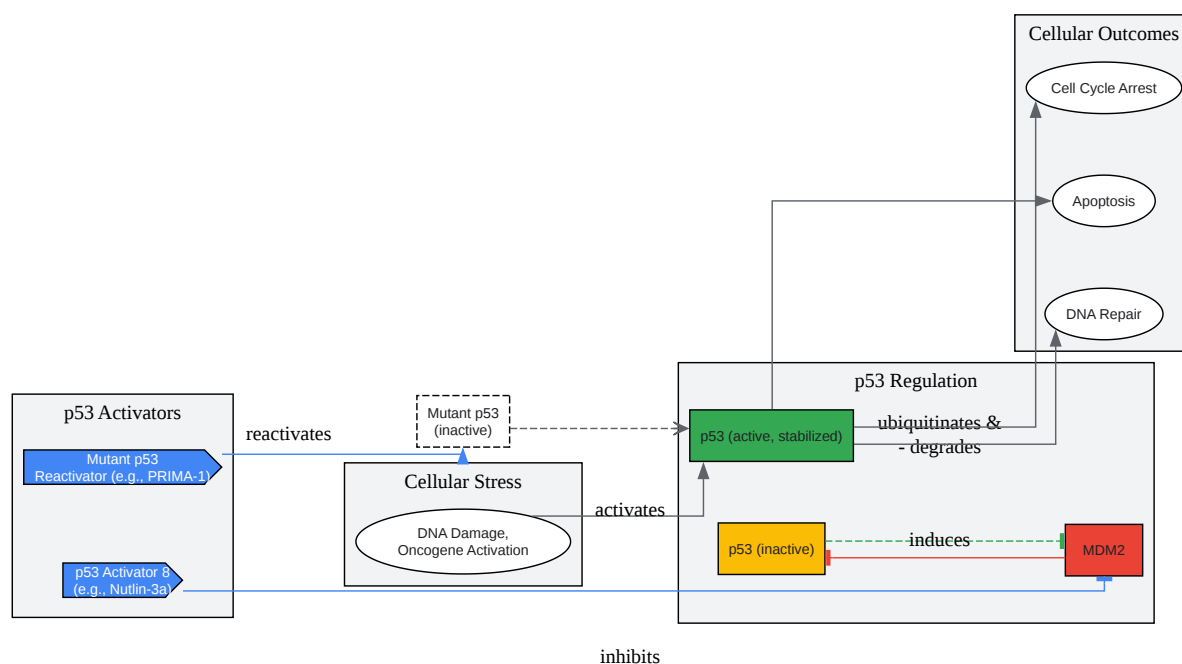 Cellular Outcomes
Cell Cycle Arrest
Apoptosis
DNA Repair
p53 Regulation
p53 Activators
Mutant p53
(inactive)
reactivates
p53 (active, stabilized)
ubiquitinates &
- degrades
Mutant p53
Reactivator (e.g., PRIMA-1)
Cellular Stress
activates
DNA Damage,
Oncogene Activation
p53 (inactive)
induces
MDM2
p53 Activator 8
(e.g., Nutlin-3a)
inhibits